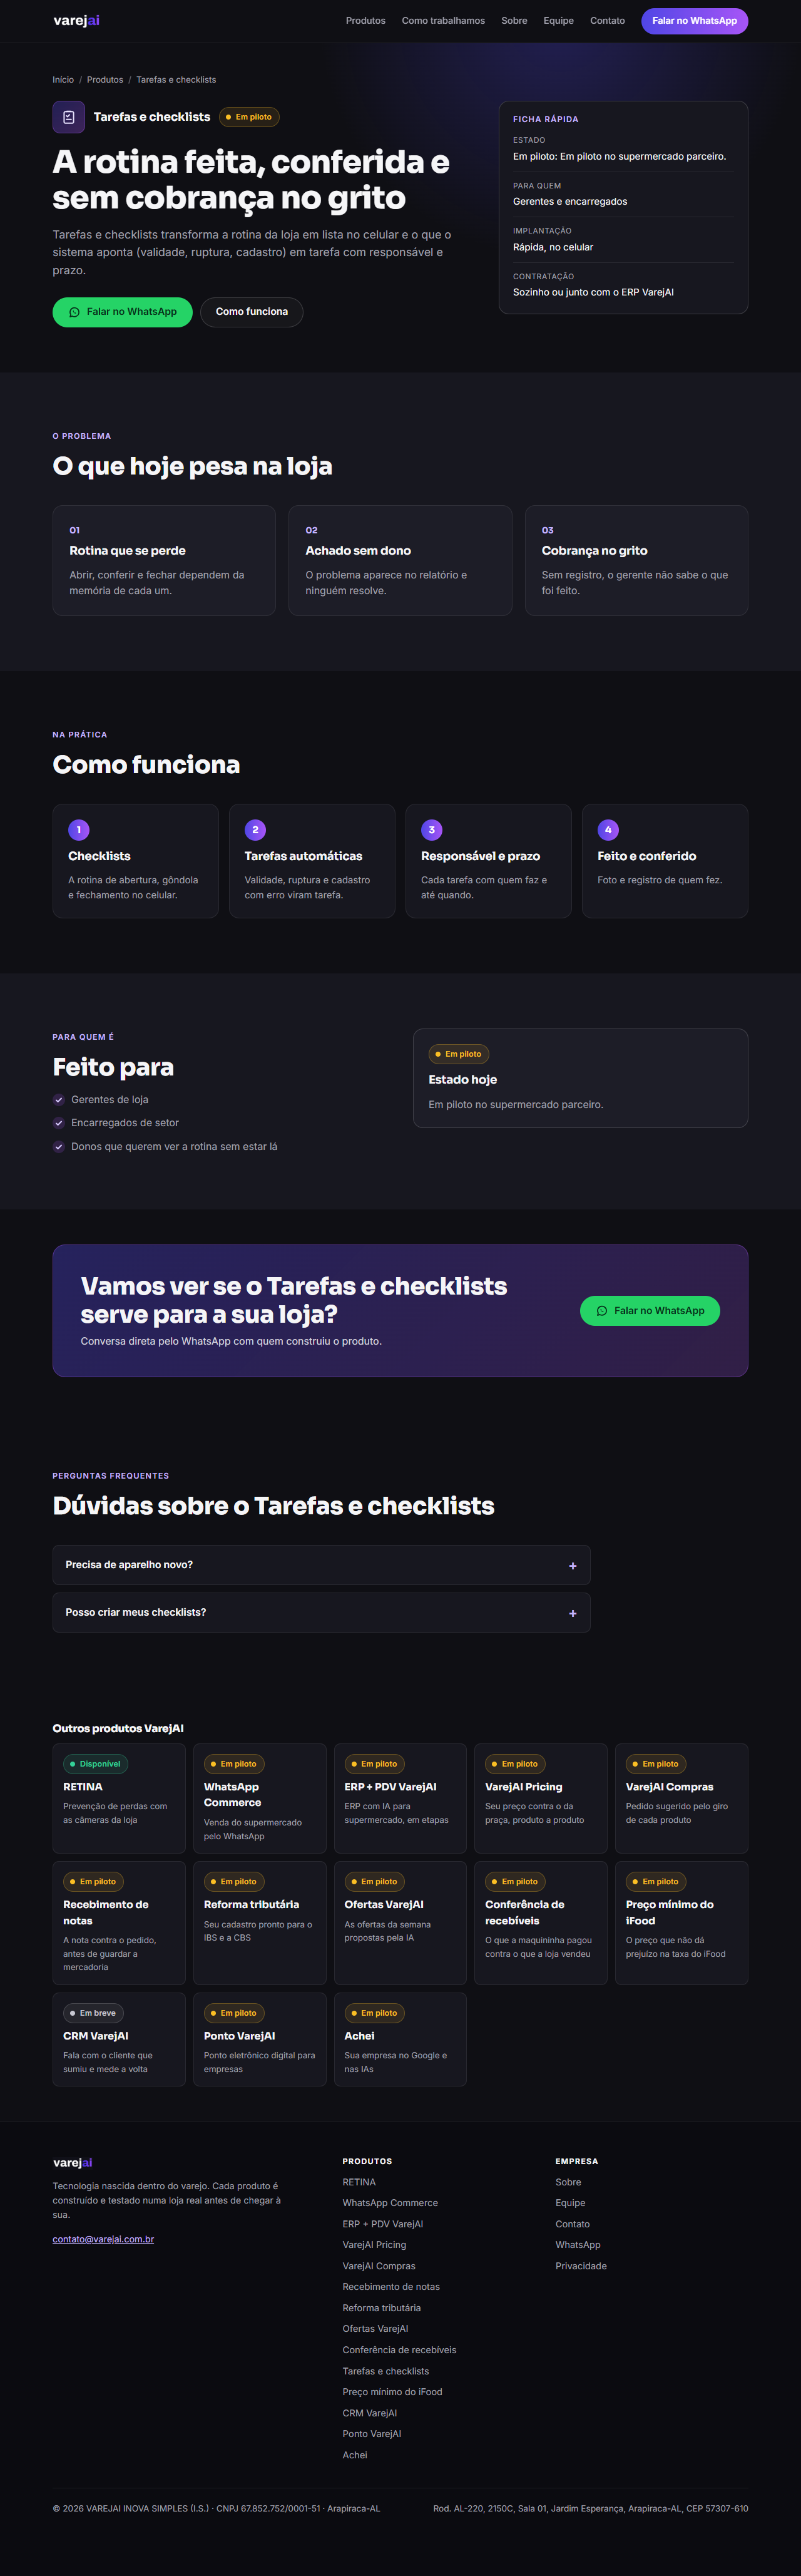 varejai
Produtos Como trabalhamos Sobre Equipe Contato Falar no WhatsApp
Início / Produtos / Tarefas e checklists
Tarefas e checklists Em piloto
A rotina feita, conferida e
sem cobrança no grito
Tarefas e checklists transforma a rotina da loja em lista no celular e o que o
sistema aponta (validade, ruptura, cadastro) em tarefa com responsável e
prazo.
Falar no WhatsApp Como funciona
FICHA RÁPIDA
ESTADO
Em piloto: Em piloto no supermercado parceiro.
PARA QUEM
Gerentes e encarregados
IMPLANTAÇÃO
Rápida, no celular
CONTRATAÇÃO
Sozinho ou junto com o ERP VarejAI
O PROBLEMA
O que hoje pesa na loja
01
Rotina que se perde
Abrir, conferir e fechar dependem da
memória de cada um.
02
Achado sem dono
O problema aparece no relatório e
ninguém resolve.
03
Cobrança no grito
Sem registro, o gerente não sabe o que
foi feito.
NA PRÁTICA
Como funciona
1
Checklists
A rotina de abertura, gôndola
e fechamento no celular.
2
Tarefas automáticas
Validade, ruptura e cadastro
com erro viram tarefa.
3
Responsável e prazo
Cada tarefa com quem faz e
até quando.
4
Feito e conferido
Foto e registro de quem fez.
PARA QUEM É
Feito para
Gerentes de loja
Encarregados de setor
Donos que querem ver a rotina sem estar lá
Em piloto
Estado hoje
Em piloto no supermercado parceiro.
Vamos ver se o Tarefas e checklists
serve para a sua loja?
Conversa direta pelo WhatsApp com quem construiu o produto.
Falar no WhatsApp
PERGUNTAS FREQUENTES
Dúvidas sobre o Tarefas e checklists
Precisa de aparelho novo? +
Posso criar meus checklists? +
Outros produtos VarejAI
Disponível
RETINA
Prevenção de perdas com
as câmeras da loja
Em piloto
WhatsApp
Commerce
Venda do supermercado
pelo WhatsApp
Em piloto
ERP + PDV VarejAI
ERP com IA para
supermercado, em etapas
Em piloto
VarejAI Pricing
Seu preço contra o da
praça, produto a produto
Em piloto
VarejAI Compras
Pedido sugerido pelo giro
de cada produto
Em piloto
Recebimento de
notas
A nota contra o pedido,
antes de guardar a
mercadoria
Em piloto
Reforma tributária
Seu cadastro pronto para o
IBS e a CBS
Em piloto
Ofertas VarejAI
As ofertas da semana
propostas pela IA
Em piloto
Conferência de
recebíveis
O que a maquininha pagou
contra o que a loja vendeu
Em piloto
Preço mínimo do
iFood
O preço que não dá
prejuízo na taxa do iFood
Em breve
CRM VarejAI
Fala com o cliente que
sumiu e mede a volta
Em piloto
Ponto VarejAI
Ponto eletrônico digital para
empresas
Em piloto
Achei
Sua empresa no Google e
nas IAs
varejai
Tecnologia nascida dentro do varejo. Cada produto é
construído e testado numa loja real antes de chegar à
sua.
contato@varejai.com.br
PRODUTOS
RETINA
WhatsApp Commerce
ERP + PDV VarejAI
VarejAI Pricing
VarejAI Compras
Recebimento de notas
Reforma tributária
Ofertas VarejAI
Conferência de recebíveis
Tarefas e checklists
Preço mínimo do iFood
CRM VarejAI
Ponto VarejAI
Achei
EMPRESA
Sobre
Equipe
Contato
WhatsApp
Privacidade
© 2026 VAREJAI INOVA SIMPLES (I.S.) · CNPJ 67.852.752/0001-51 · Arapiraca-AL
Rod. AL-220, 2150C, Sala 01, Jardim Esperança, Arapiraca-AL, CEP 57307-610